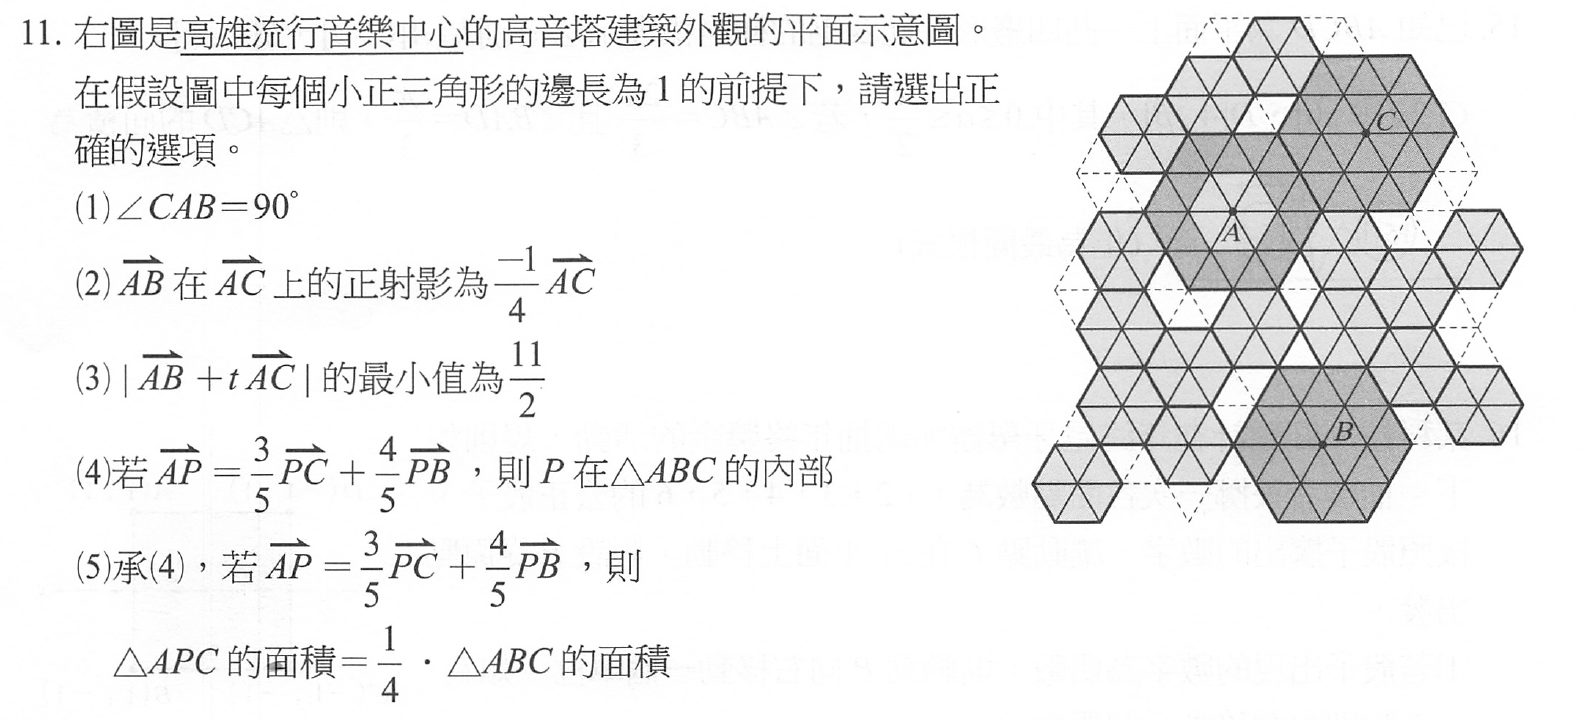 11. 右圖是高雄流行音樂中心的高音塔建築外觀的平面示意圖。
在假設圖中每個小正三角形的邊長為 1 的前提下，請選出正
確的選項。
(1)∠CAB＝90°
(2) $\overrightarrow{AB}$ 在 $\overrightarrow{AC}$ 上的正射影為 $\frac{-1}{4}$ $\overrightarrow{AC}$
(3) | $\overrightarrow{AB}$ + t $\overrightarrow{AC}$ | 的最小值為 $\frac{11}{2}$
(4)若 $\overrightarrow{AP}$ = $\frac{3}{5}$ $\overrightarrow{PC}$ + $\frac{4}{5}$ $\overrightarrow{PB}$ ，則 P 在△ABC 的內部
(5)承(4)，若 $\overrightarrow{AP}$ = $\frac{3}{5}$ $\overrightarrow{PC}$ + $\frac{4}{5}$ $\overrightarrow{PB}$ ，則
△APC 的面積＝ $\frac{1}{4}$ · △ABC 的面積
C
A
B